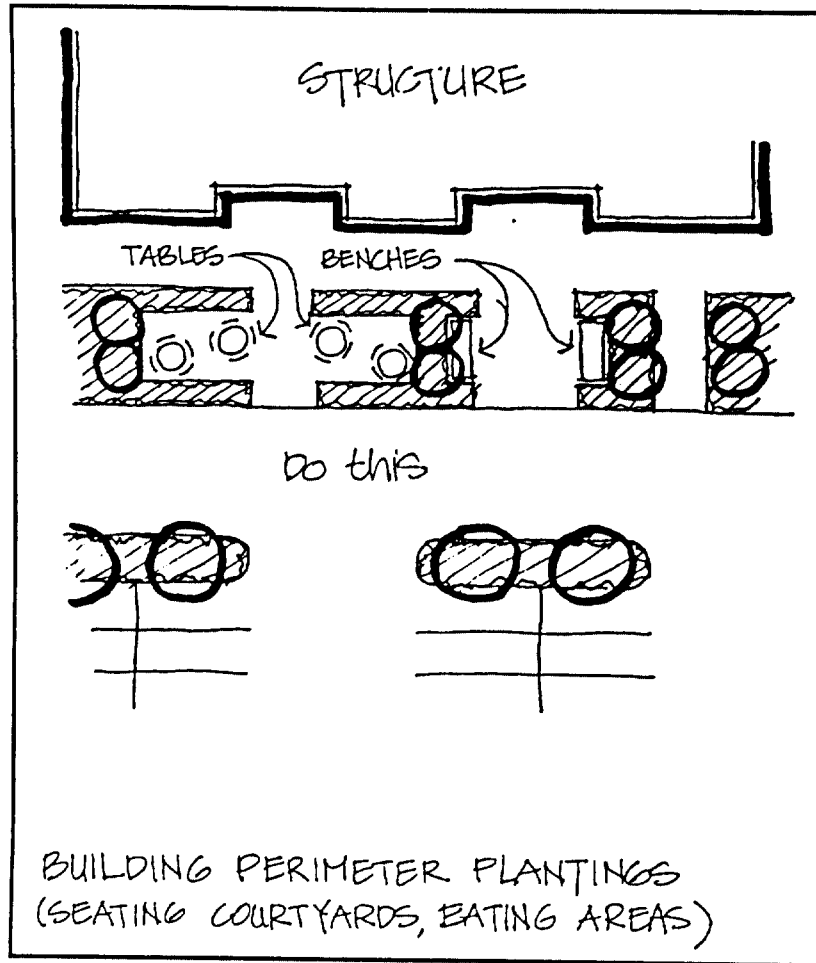 STRUCTURE
TABLES
BENCHES
Do this
BUILDING PERIMETER PLANTINGS
(SEATING COURTYARDS, EATING AREAS)